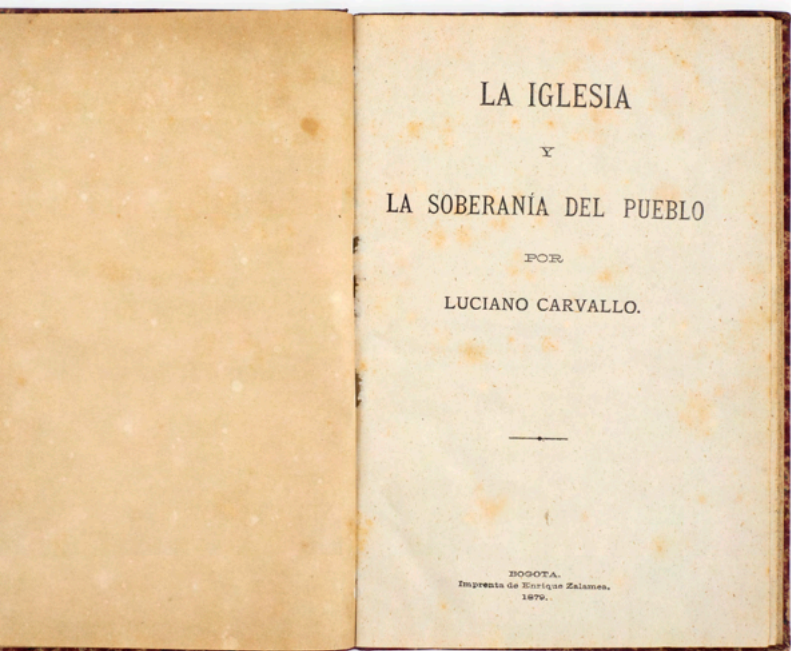 LA IGLESIA
Y
LA SOBERANÍA DEL PUEBLO
POR
LUCIANO CARVALLO.
BOGOTA.
Imprenta de Enrique Zalamea.
1879.